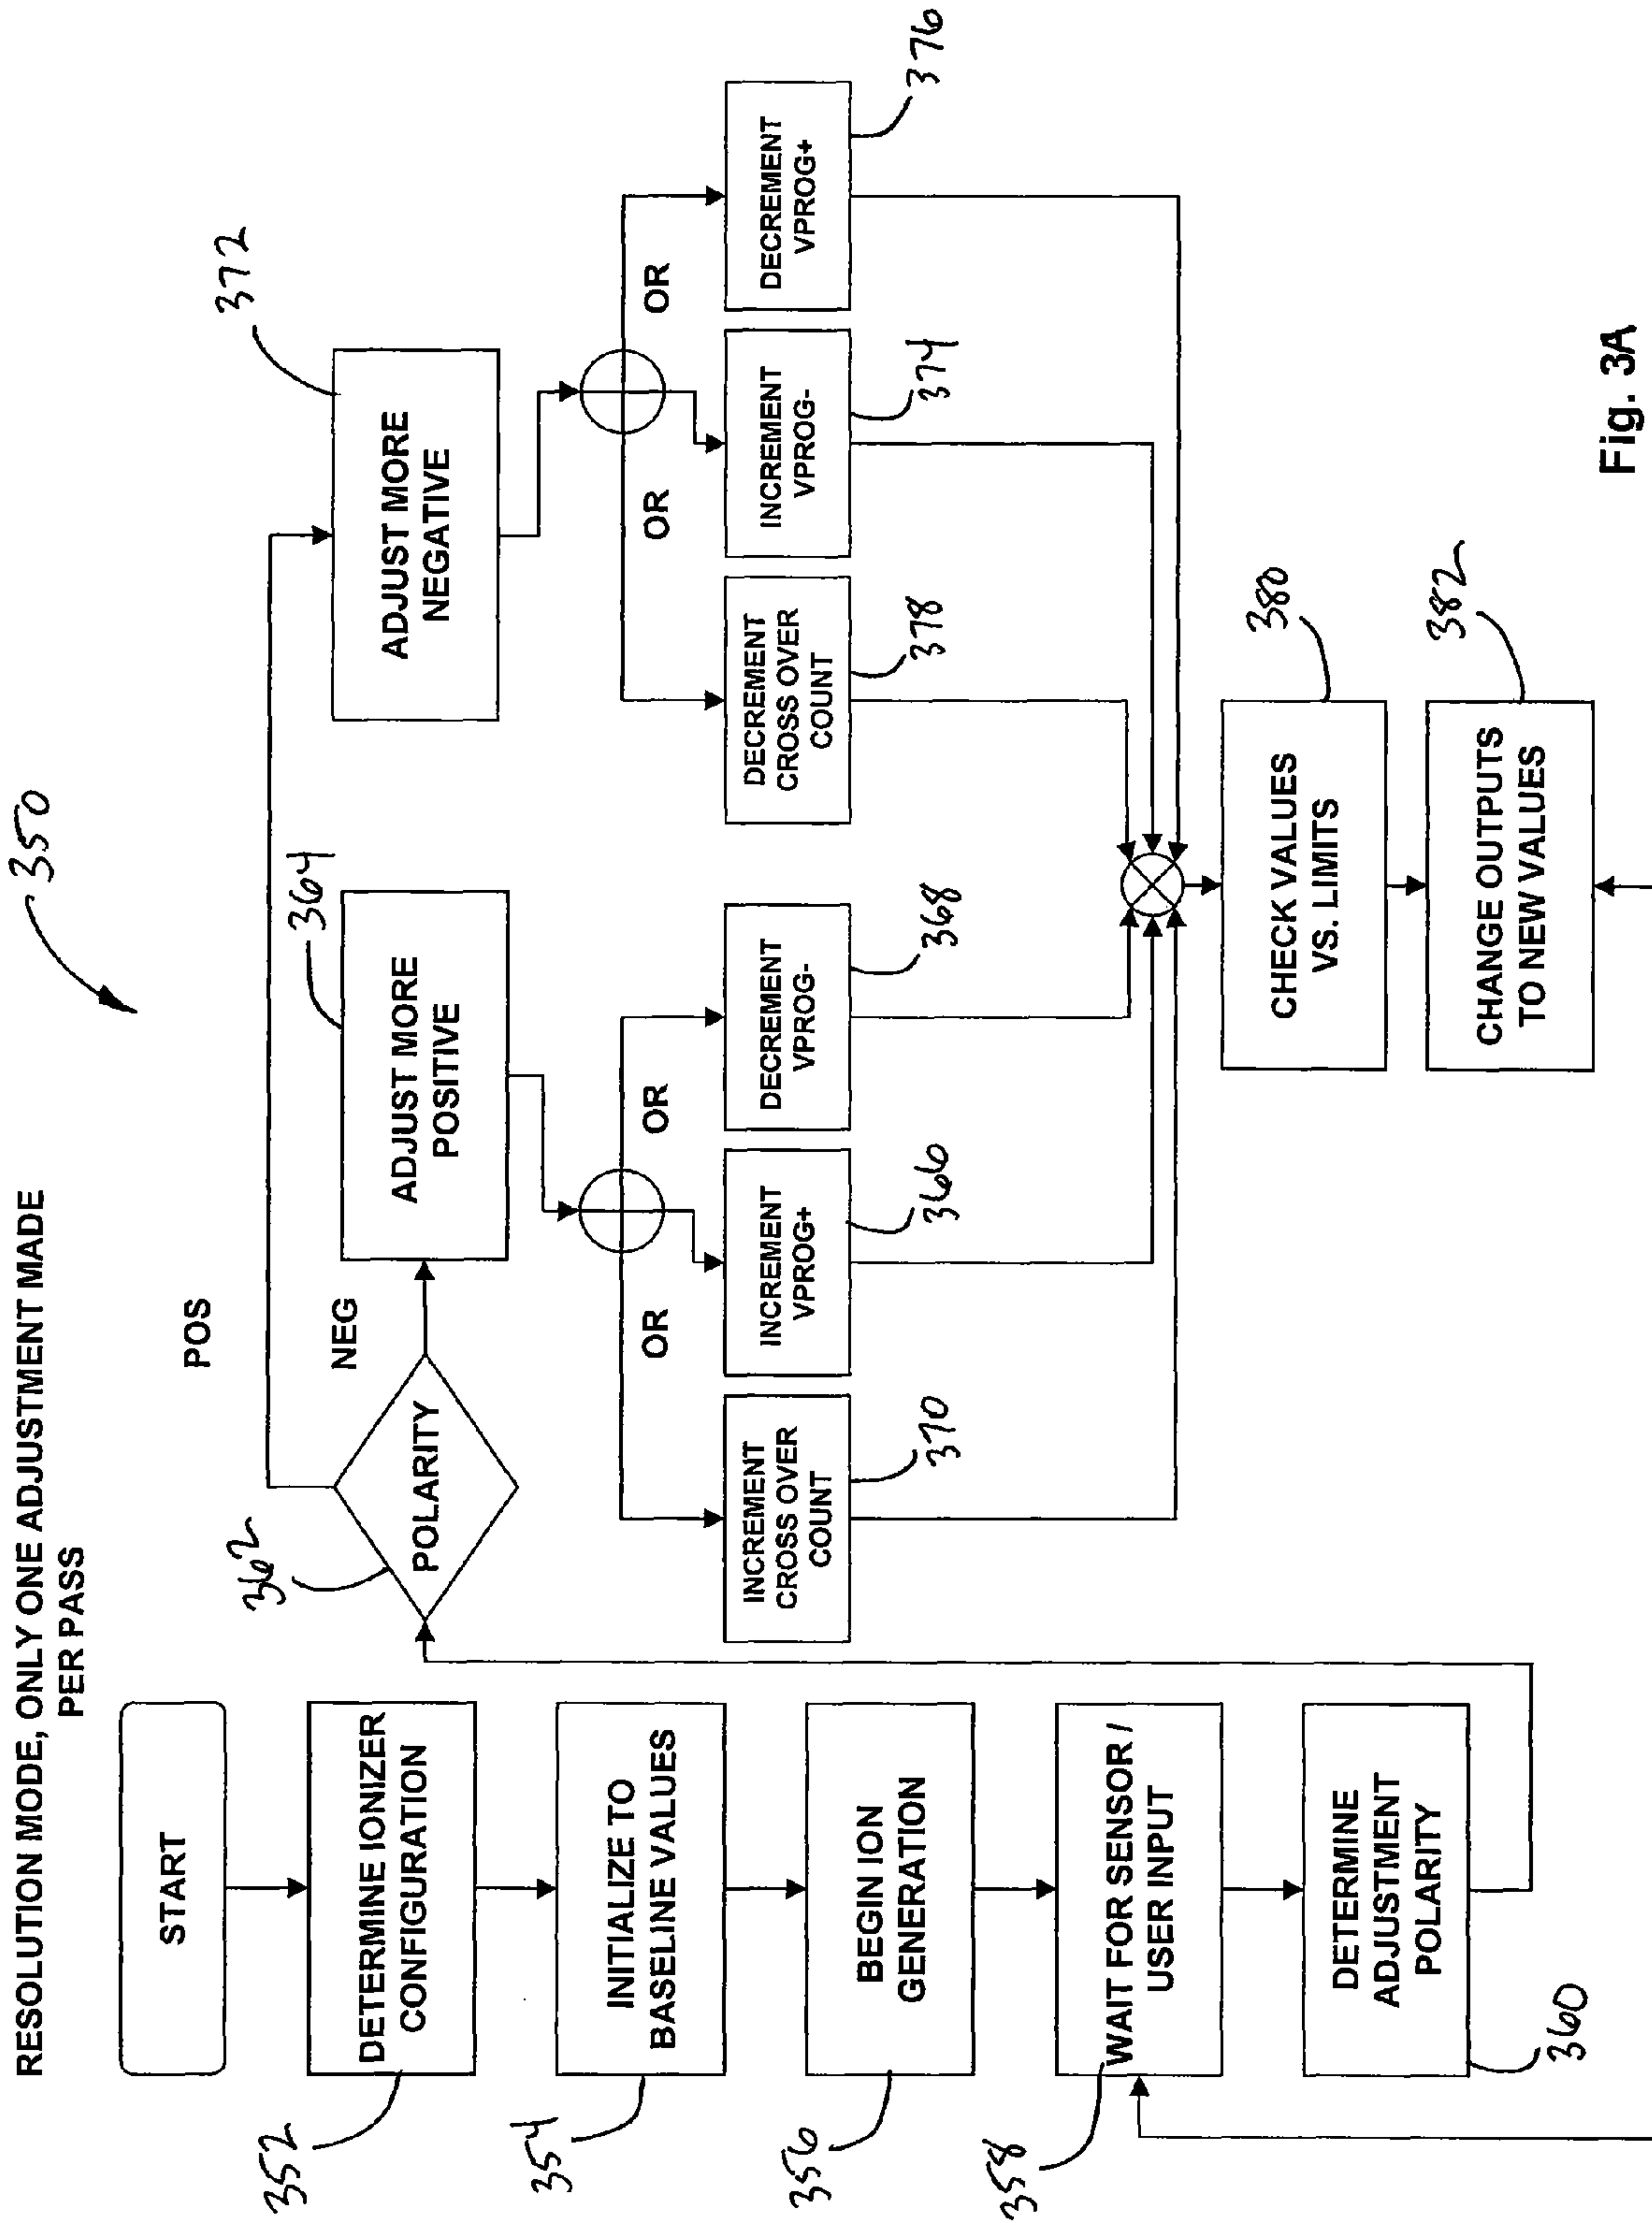 350
RESOLUTION MODE, ONLY ONE ADJUSTMENT MADE
PER PASS
START
DETERMINE IONIZER
CONFIGURATION
352
INITIALIZE TO
BASELINE VALUES
354
BEGIN ION
GENERATION
356
WAIT FOR SENSOR /
USER INPUT
358
DETERMINE
ADJUSTMENT
POLARITY
360
POLARITY
362
POS
NEG
ADJUST MORE
POSITIVE
364
OR
OR
INCREMENT
CROSS OVER
COUNT
370
INCREMENT
VPROG+
366
DECREMENT
VPROG-
368
ADJUST MORE
NEGATIVE
372
OR
OR
DECREMENT
CROSS OVER
COUNT
378
INCREMENT
VPROG-
374
DECREMENT
VPROG+
376
CHECK VALUES
VS. LIMITS
380
CHANGE OUTPUTS
TO NEW VALUES
382
Fig. 3A